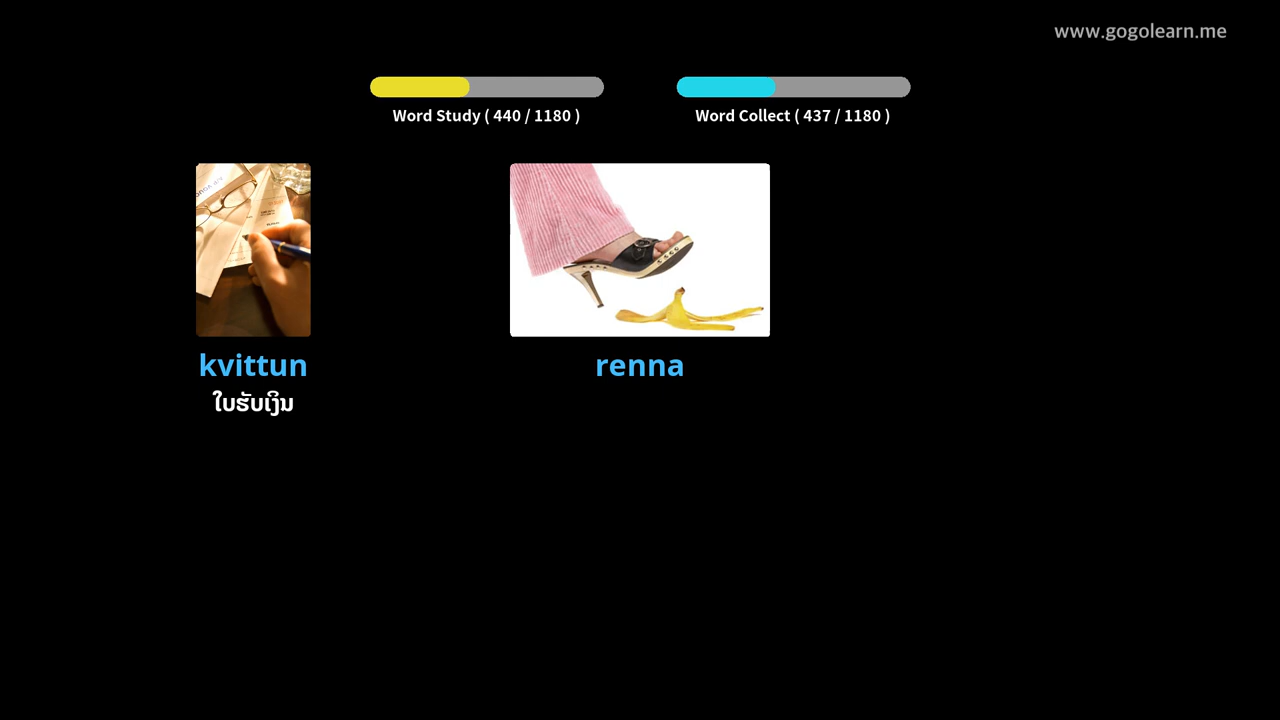 www.gogolearn.me
Word Study ( 440 / 1180 )
Word Collect ( 437 / 1180 )
kvittun
ໃບຮັບເງິນ
renna